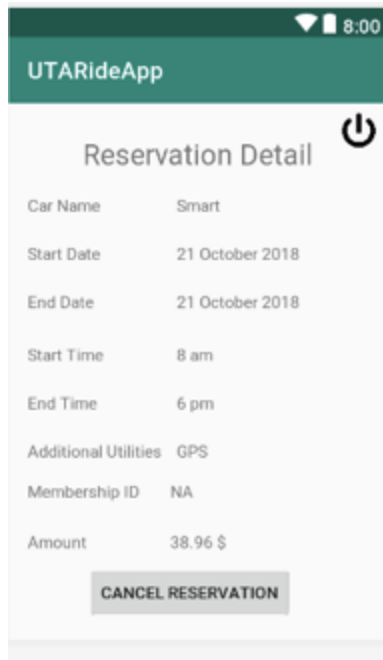 8:00
UTARideApp
Reservation Detail
Car Name Smart
Start Date 21 October 2018
End Date 21 October 2018
Start Time 8 am
End Time 6 pm
Additional Utilities GPS
Membership ID NA
Amount 38.96 $
CANCEL RESERVATION